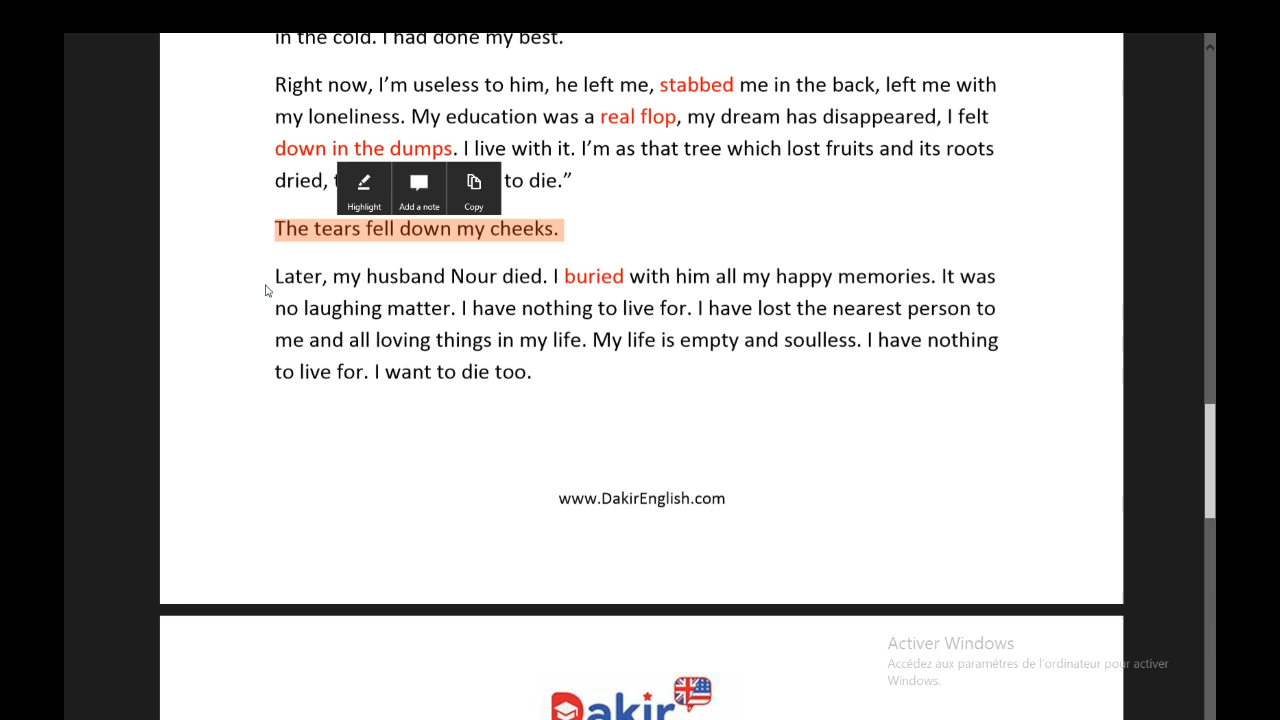 in the cold. I had done my best.
Right now, I’m useless to him, he left me, stabbed me in the back, left me with
my loneliness. My education was a real flop, my dream has disappeared, I felt
down in the dumps. I live with it. I’m as that tree which lost fruits and its roots
dried, to die.”
Highlight Add a note Copy
The tears fell down my cheeks.
Later, my husband Nour died. I buried with him all my happy memories. It was
no laughing matter. I have nothing to live for. I have lost the nearest person to
me and all loving things in my life. My life is empty and soulless. I have nothing
to live for. I want to die too.
www.DakirEnglish.com
Activer Windows
Accédez aux paramètres de l'ordinateur pour activer
Windows.
Dakir